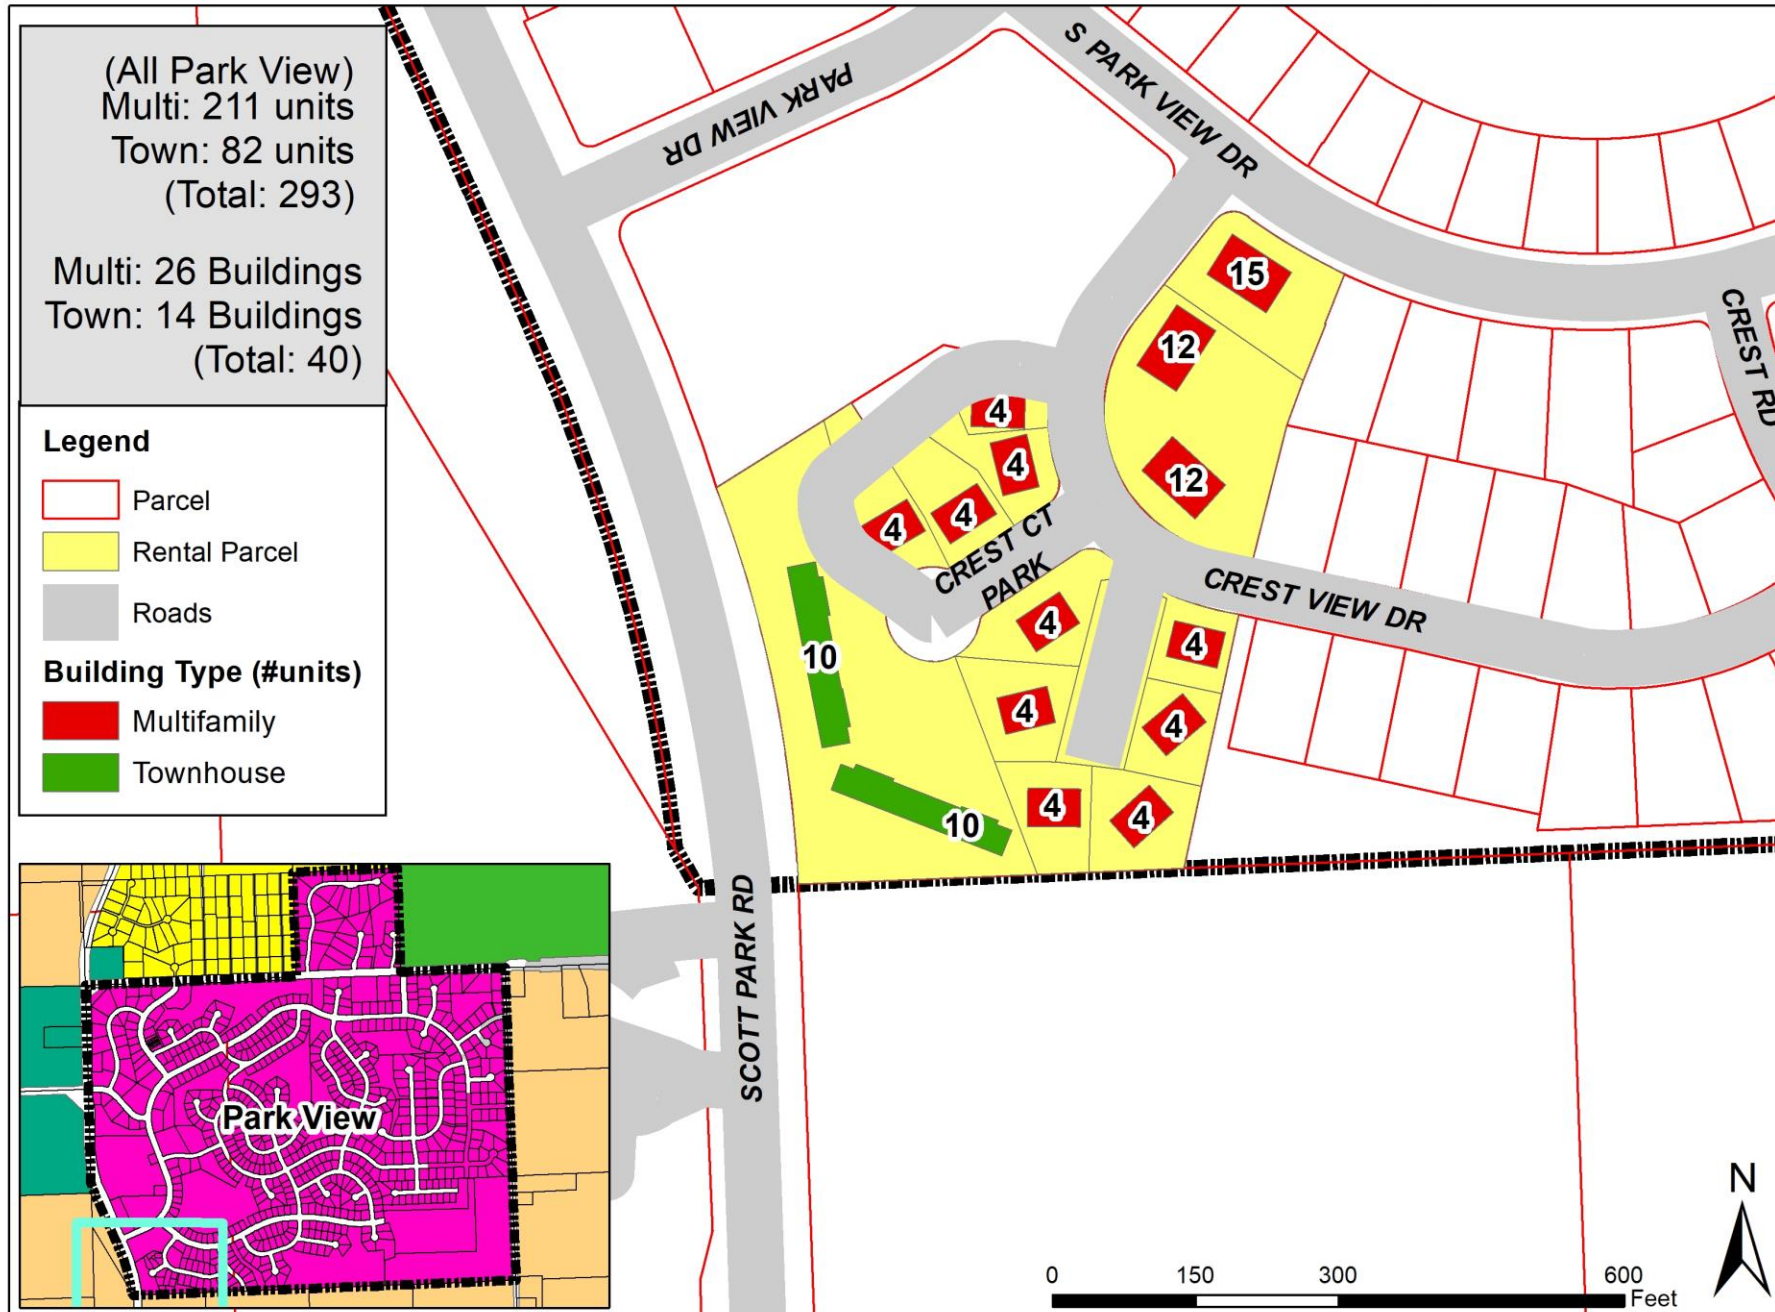 (All Park View)
Multi: 211 units
Town: 82 units
(Total: 293)
Multi: 26 Buildings
Town: 14 Buildings
(Total: 40)
Legend
Parcel
Rental Parcel
Roads
Building Type (#units)
Multifamily
Townhouse
PARK VIEW DR
S PARK VIEW DR
CREST RD
15
12
12
4
4
4
4
CREST CT
PARK
CREST VIEW DR
10
4
4
4
4
4
4
10
SCOTT PARK RD
Park View
N
0 150 300 600
Feet